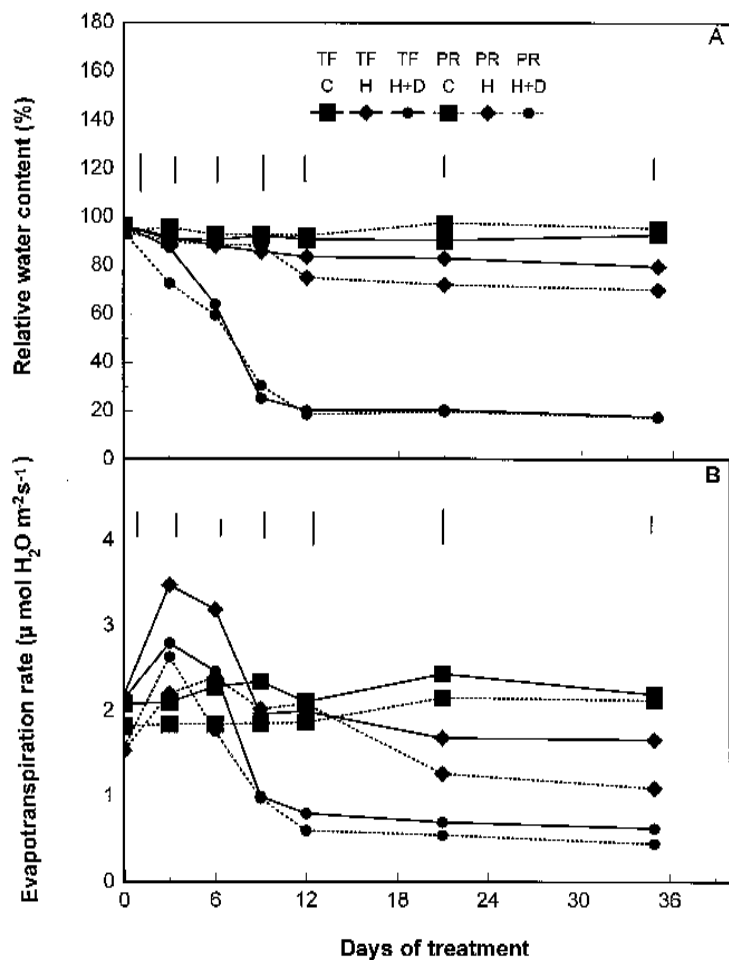 A
TF TF TF PR PR PR
C H H+D C H H+D
Relative water content (%)
180
160
140
120
100
80
60
40
20
0
B
Evapotranspiration rate (μ mol H₂O m⁻²s⁻¹)
4
3
2
1
0
0 6 12 18 24 30 36
Days of treatment